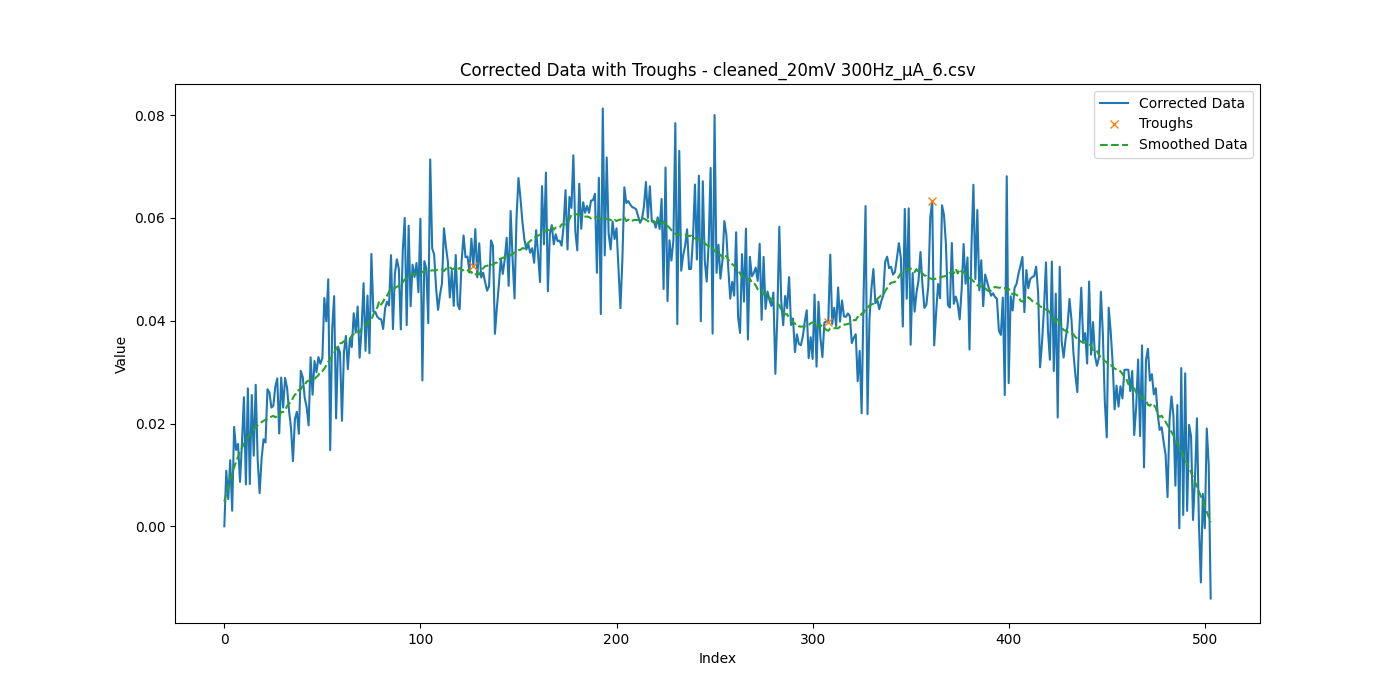 Corrected Data with Troughs - cleaned_20mV 300Hz_µA_6.csv
Corrected Data
Troughs
Smoothed Data
0.08
0.06
0.04
0.02
0.00
Value
0 100 200 300 400 500
Index